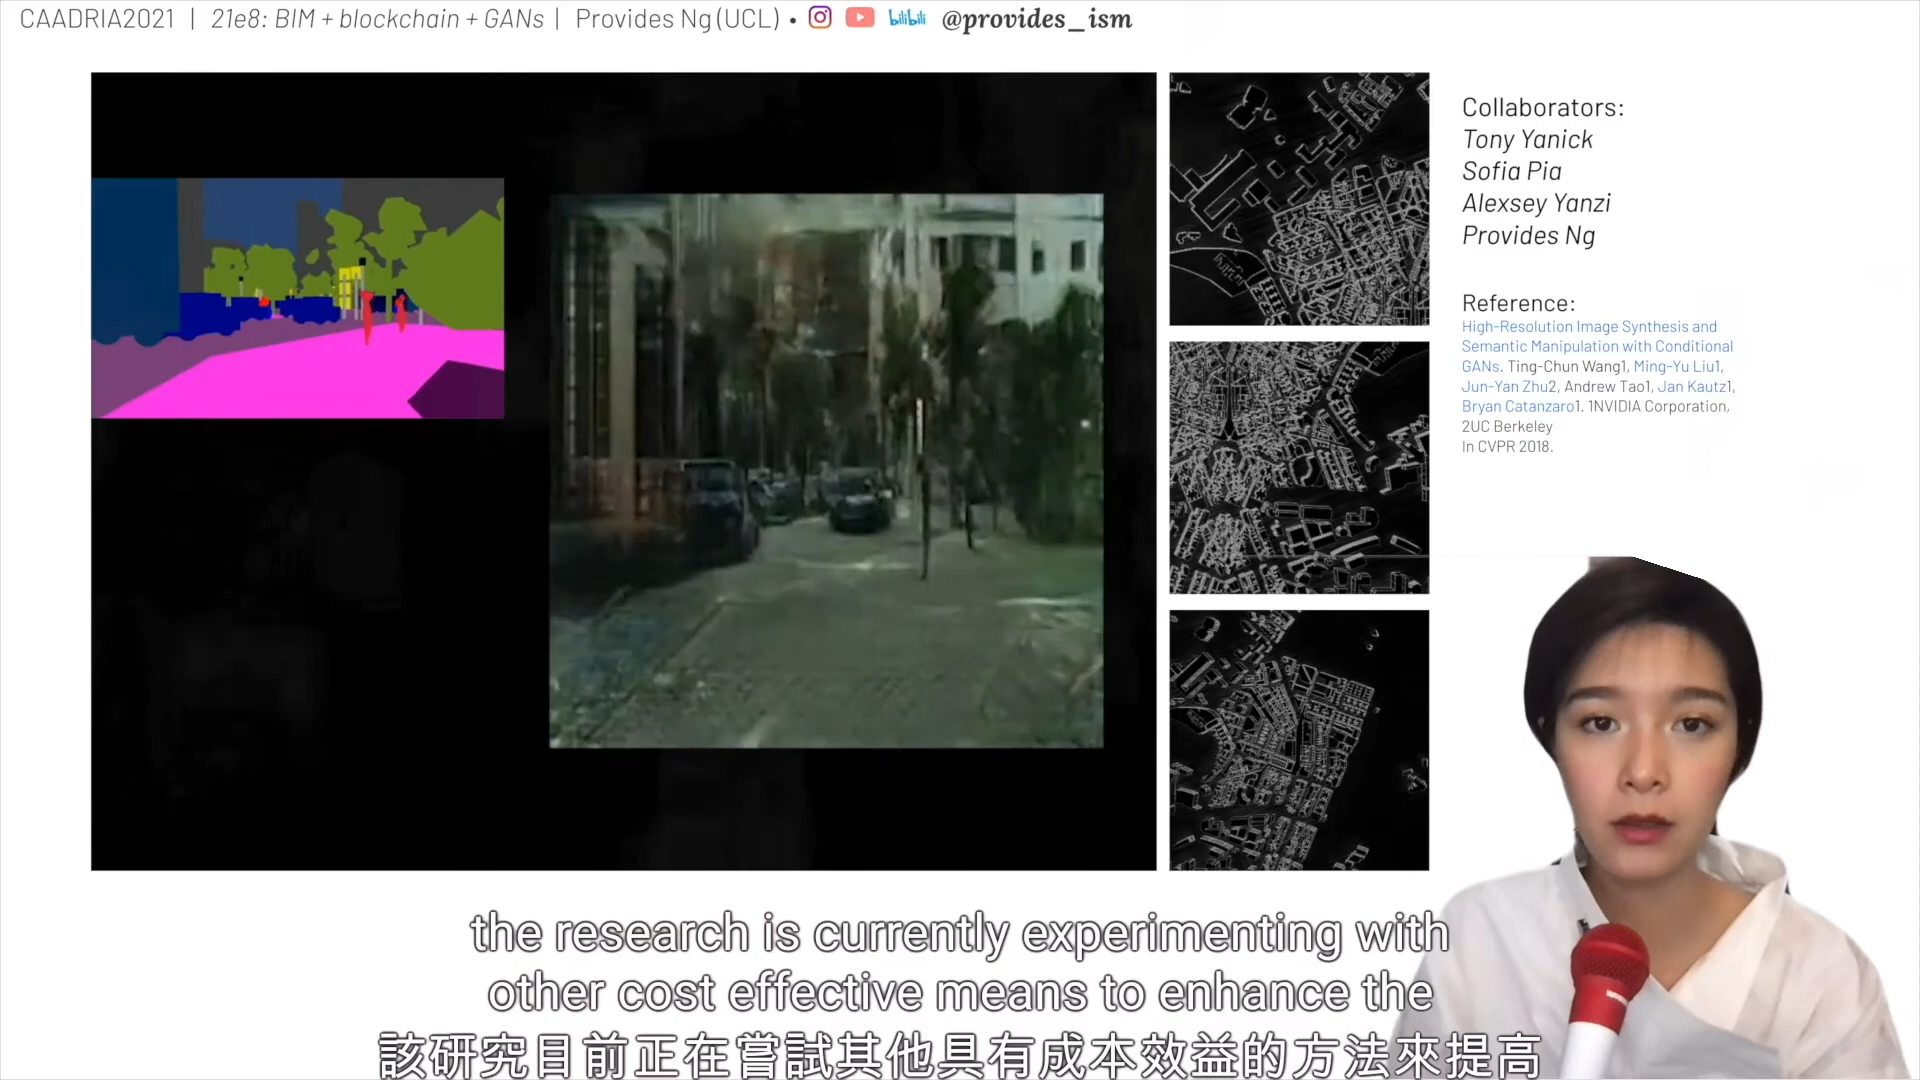 CAADRIA2021 | 21e8: BIM + blockchain + GANs | Provides Ng (UCL) • bilibili @provides_ism
Collaborators:
Tony Yanick
Sofia Pia
Alexsey Yanzi
Provides Ng
Reference:
High-Resolution Image Synthesis and
Semantic Manipulation with Conditional
GANs. Ting-Chun Wang1, Ming-Yu Liu1,
Jun-Yan Zhu2, Andrew Tao1, Jan Kautz1,
Bryan Catanzaro1. 1NVIDIA Corporation,
2UC Berkeley
In CVPR 2018.
the research is currently experimenting with
other cost effective means to enhance the
該研究目前正在嘗試其他具有成本效益的方法來提高